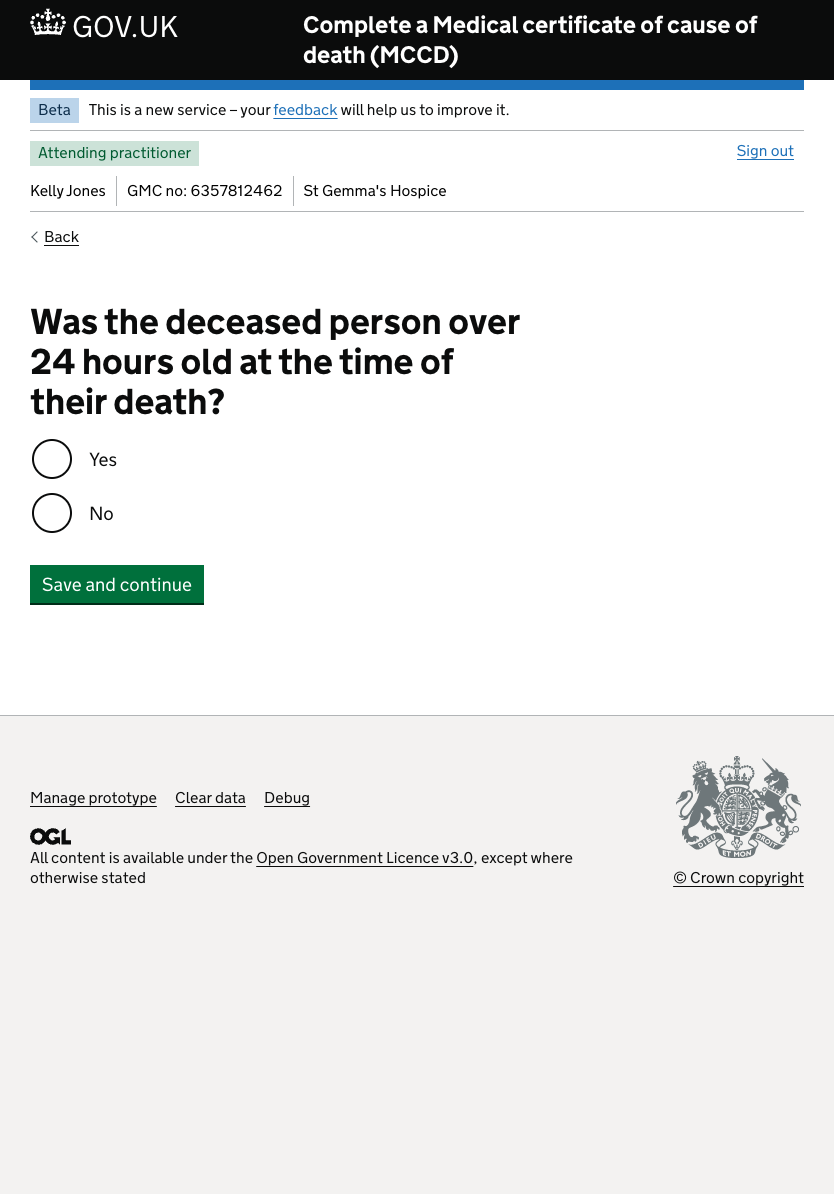 GOV.UK
Complete a Medical certificate of cause of
death (MCCD)
Beta This is a new service – your feedback will help us to improve it.
Attending practitioner
Sign out
Kelly Jones GMC no: 6357812462 St Gemma's Hospice
Back
Was the deceased person over
24 hours old at the time of
their death?
Yes
No
Save and continue
Manage prototype Clear data Debug
OGL
All content is available under the Open Government Licence v3.0, except where
otherwise stated
DIEU ET MON DROIT
© Crown copyright